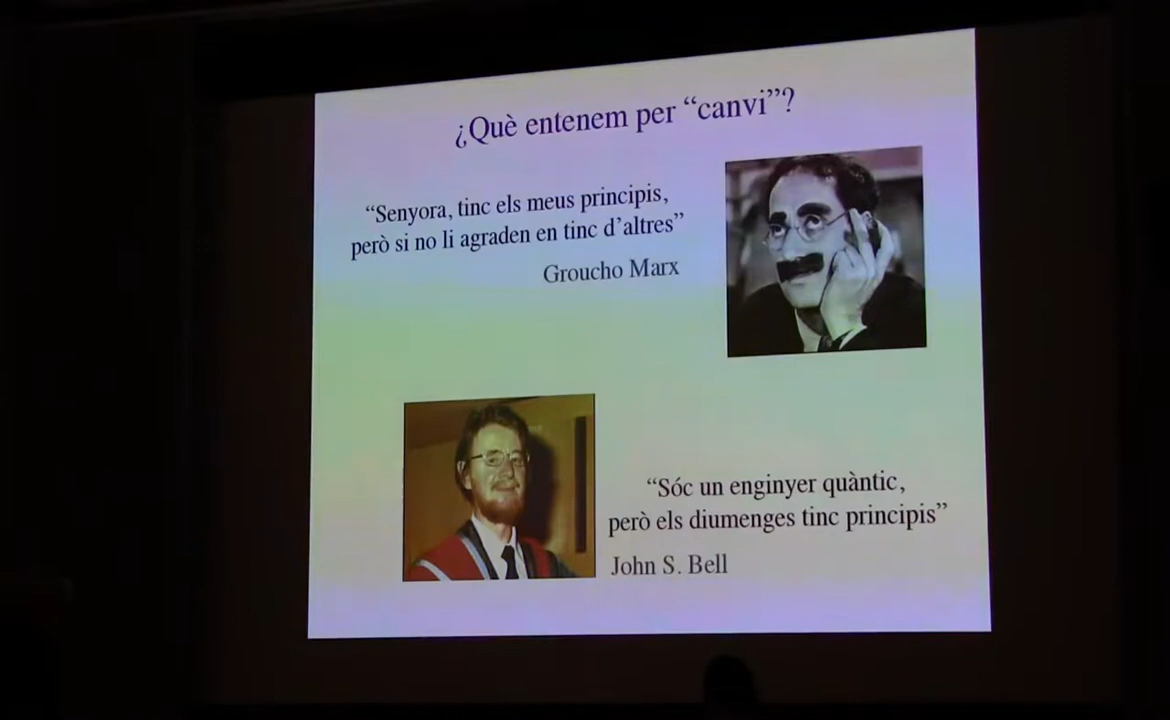 ¿Què entenem per “canvi”?
“Senyora, tinc els meus principis,
però si no li agraden en tinc d’altres”
Groucho Marx
“Sóc un enginyer quàntic,
però els diumenges tinc principis”
John S. Bell